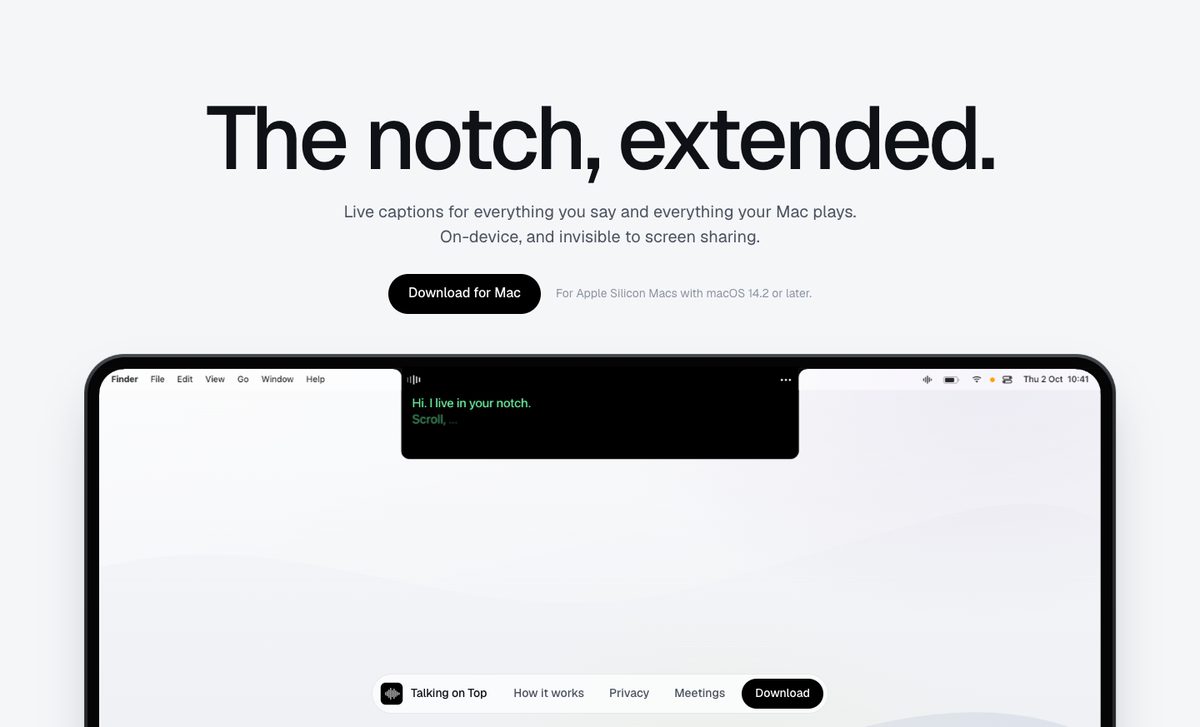 The notch, extended.
Live captions for everything you say and everything your Mac plays.
On-device, and invisible to screen sharing.
Download for Mac
For Apple Silicon Macs with macOS 14.2 or later.
Finder File Edit View Go Window Help
Thu 2 Oct 10:41
Hi. I live in your notch.
Scroll, ...
Talking on Top How it works Privacy Meetings Download